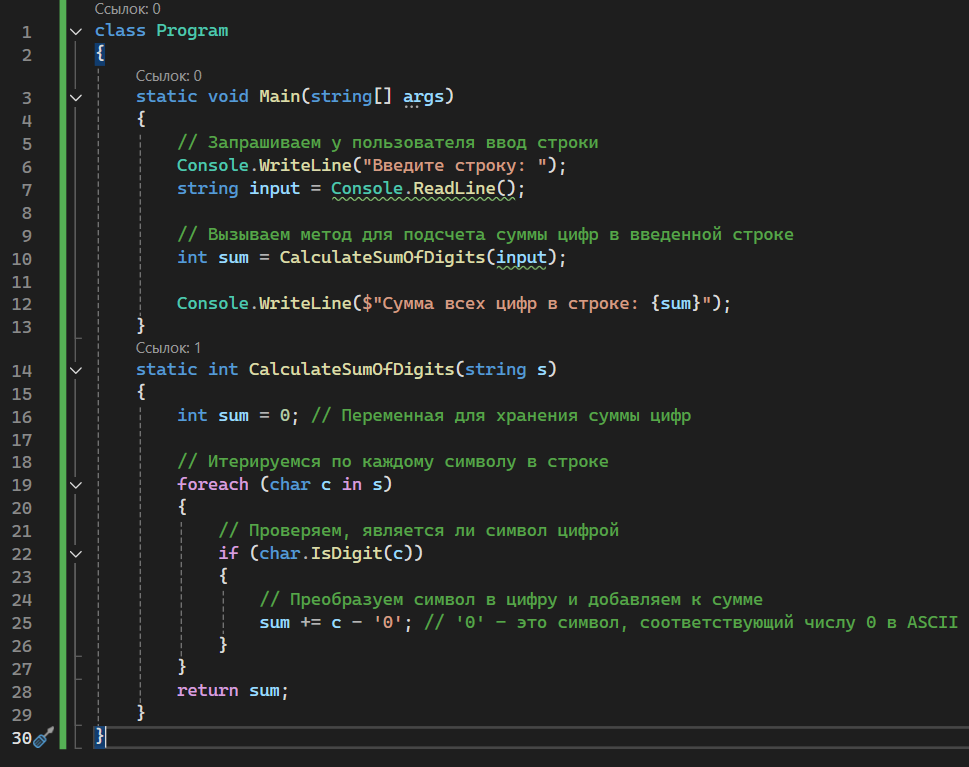 Ссылок: 0
1 class Program
2 {
Ссылок: 0
3 static void Main(string[] args)
4 {
5 // Запрашиваем у пользователя ввод строки
6 Console.WriteLine("Введите строку: ");
7 string input = Console.ReadLine();
8
9 // Вызываем метод для подсчета суммы цифр в введенной строке
10 int sum = CalculateSumOfDigits(input);
11
12 Console.WriteLine($"Сумма всех цифр в строке: {sum}");
13 }
Ссылок: 1
14 static int CalculateSumOfDigits(string s)
15 {
16 int sum = 0; // Переменная для хранения суммы цифр
17
18 // Итерируемся по каждому символу в строке
19 foreach (char c in s)
20 {
21 // Проверяем, является ли символ цифрой
22 if (char.IsDigit(c))
23 {
24 // Преобразуем символ в цифру и добавляем к сумме
25 sum += c - '0'; // '0' - это символ, соответствующий числу 0 в ASCII
26 }
27 }
28 return sum;
29 }
30 }